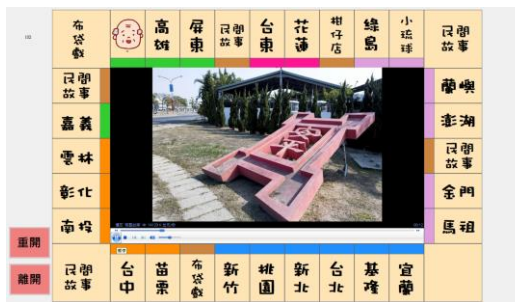 布袋戲
高雄
屏東
民間故事
台東
花蓮
柑仔店
綠島
小琉球
民間故事
民間故事
蘭嶼
嘉義
澎湖
雲林
民間故事
彰化
金門
南投
馬祖
重開
離開
民間故事
台中
苗栗
布袋戲
新竹
桃園
新北
台北
基隆
宜蘭